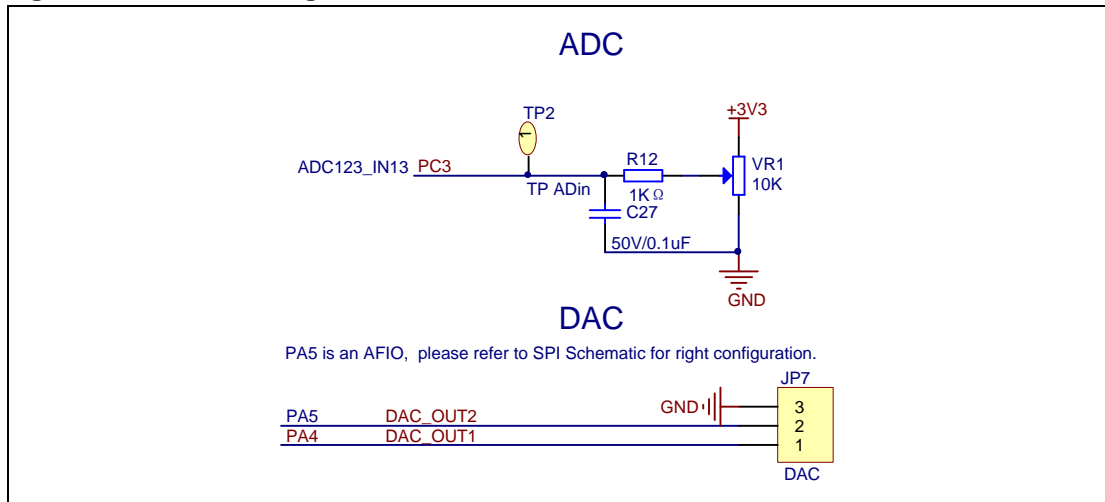 ADC
TP2
1
+3V3
ADC123_IN13 PC3
R12
VR1
10K
TP ADin
1KΩ
C27
50V/0.1uF
GND
DAC
PA5 is an AFIO, please refer to SPI Schematic for right configuration.
JP7
GND
3
PA5 DAC_OUT2
2
PA4 DAC_OUT1
1
DAC